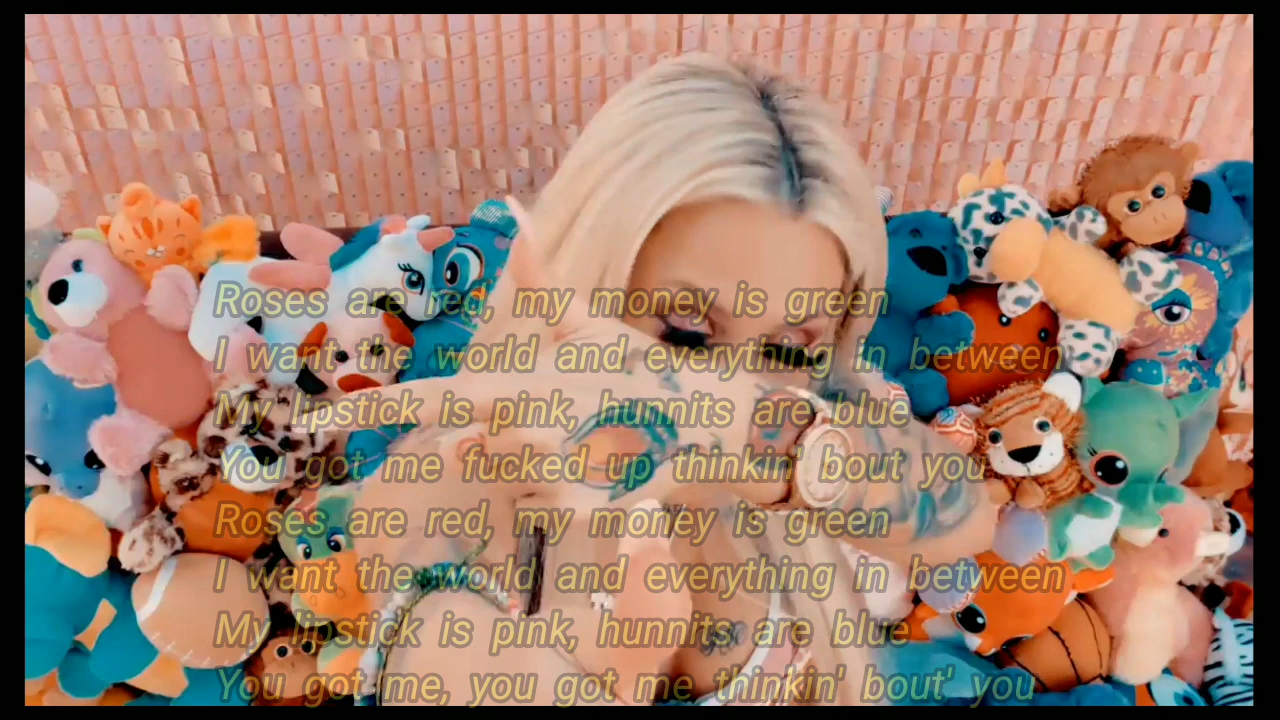 Roses are red, my money is green
I want the world and everything in between
My lipstick is pink, hunnits are blue
You got me fucked up thinkin' bout you
Roses are red, my money is green
I want the world and everything in between
My lipstick is pink, hunnits are blue
You got me, you got me thinkin' bout' you